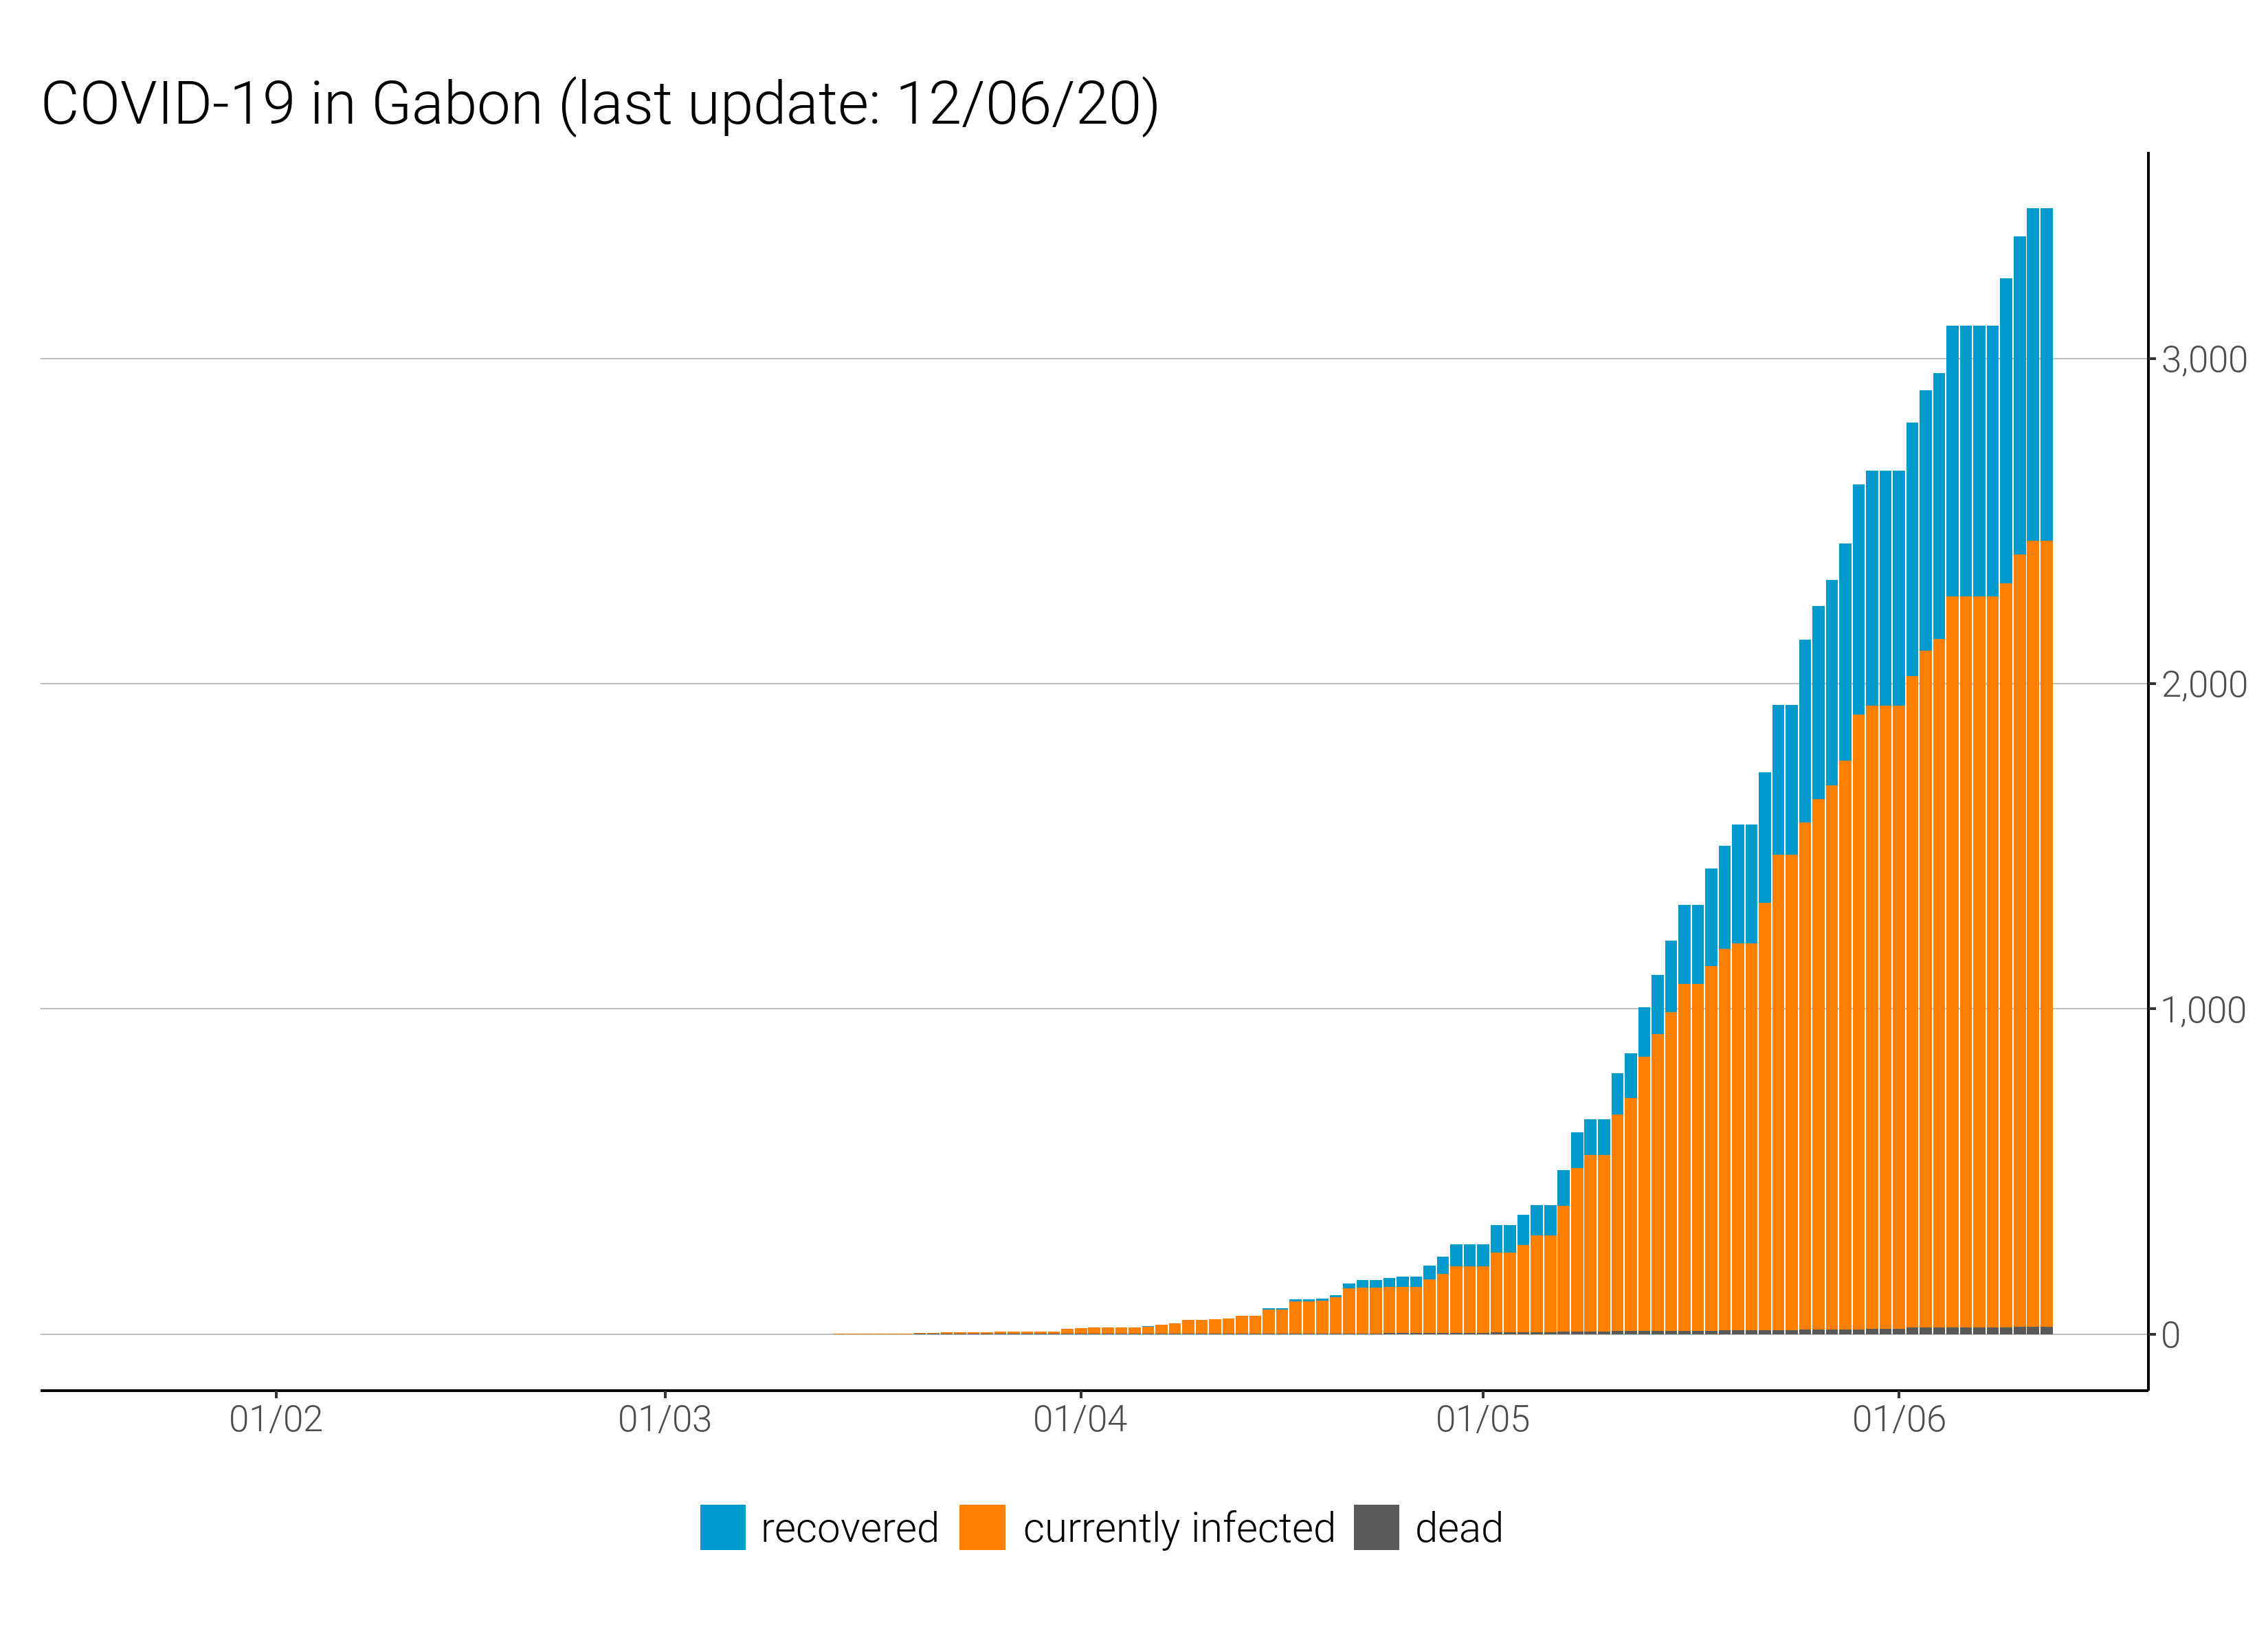 COVID-19 in Gabon (last update: 12/06/20)
3,000
2,000
1,000
0
01/02 01/03 01/04 01/05 01/06
recovered currently infected dead